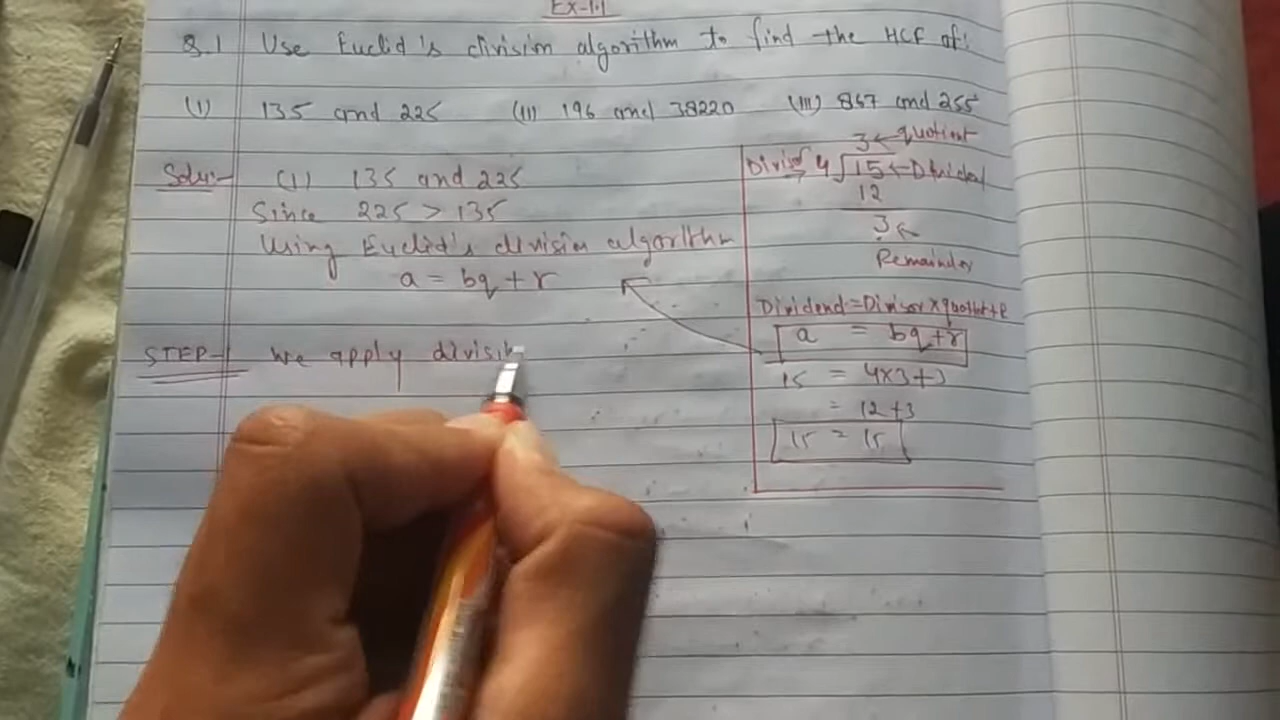 Ex-1.1
Q.1 Use Euclid's division algorithm to find the HCF of:
(I) 135 and 225 (II) 196 and 38220 (III) 867 and 255
Solu:- (I) 135 and 225
Since 225 > 135
Using Euclid's division algorithm
a = bq + r
STEP-1 We apply divisin
3 ← quotient
Divisor → 4 √15 ← Dividend
12
3 ←
Remainder
Dividend = Divisor × quotient + R
a = bq + r
15 = 4×3+3
= 12+3
15 = 15